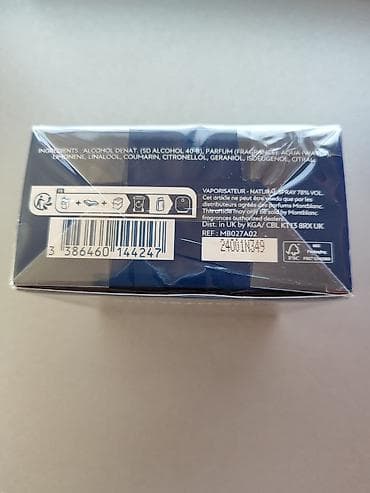 INGREDIENTS : ALCOHOL DENAT. (SD ALCOHOL 40-B), PARFUM (FRAGRANCE), AQUA (WATER),
LIMONENE, LINALOOL, COUMARIN, CITRONELLOL, GERANIOL, ISOEUGENOL, CITRAL
VAPORISATEUR - NATURAL SPRAY 78% VOL.
Cet article ne peut être vendu que par les
distributeurs agréés des parfums Montblanc
This article may only be sold by Montblanc
fragrances authorized dealers.
Dist. in UK by KGA/ CBL KT13 8RX UK
REF : MB027A02
24001N349
3 386460 144247
FSC